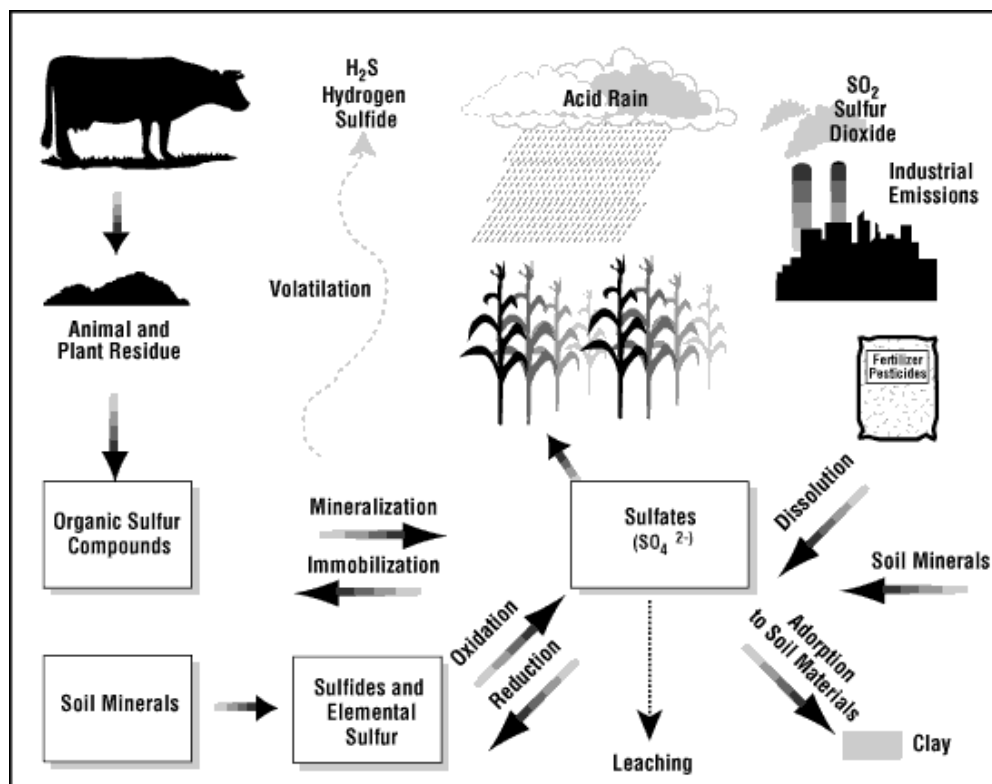 H₂S
Hydrogen
Sulfide
Acid Rain
SO₂
Sulfur
Dioxide
Industrial
Emissions
Volatilation
Animal and
Plant Residue
Fertilizer
Pesticides
Organic Sulfur
Compounds
Mineralization
Immobilization
Sulfates
(SO₄ ²⁻)
Dissolution
Soil Minerals
Oxidation
Reduction
Adorption
to Soil Materials
Soil Minerals
Sulfides and
Elemental
Sulfur
Leaching
Clay